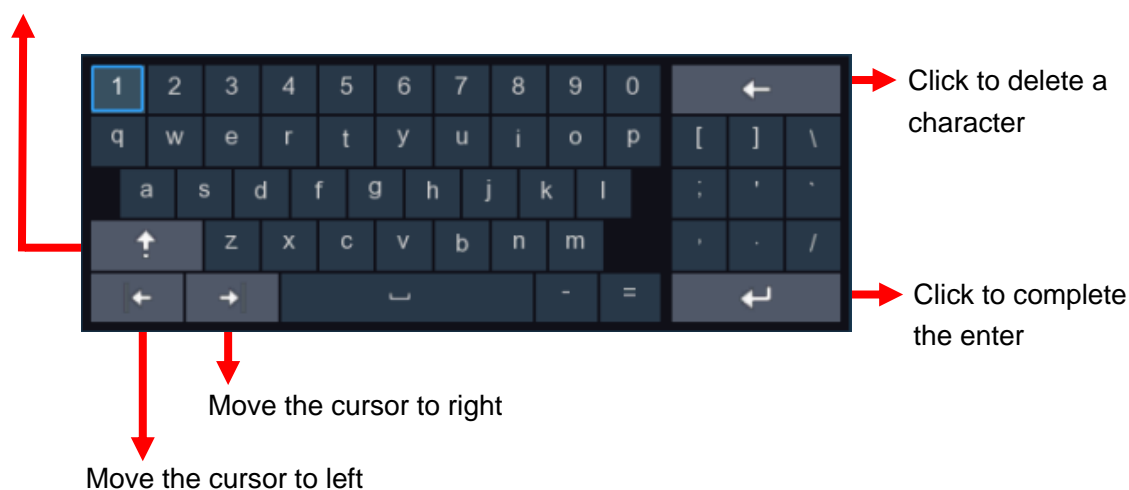 1 2 3 4 5 6 7 8 9 0
q w e r t y u i o p [ ] \
a s d f g h j k l ; ' `
z x c v b n m , . /
- =
Click to delete a
character
Click to complete
the enter
Move the cursor to right
Move the cursor to left